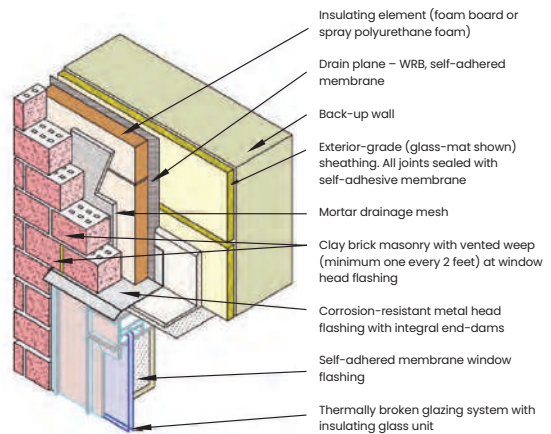 Insulating element (foam board or
spray polyurethane foam)
Drain plane – WRB, self-adhered
membrane
Back-up wall
Exterior-grade (glass-mat shown)
sheathing. All joints sealed with
self-adhesive membrane
Mortar drainage mesh
Clay brick masonry with vented weep
(minimum one every 2 feet) at window
head flashing
Corrosion-resistant metal head
flashing with integral end-dams
Self-adhered membrane window
flashing
Thermally broken glazing system with
insulating glass unit